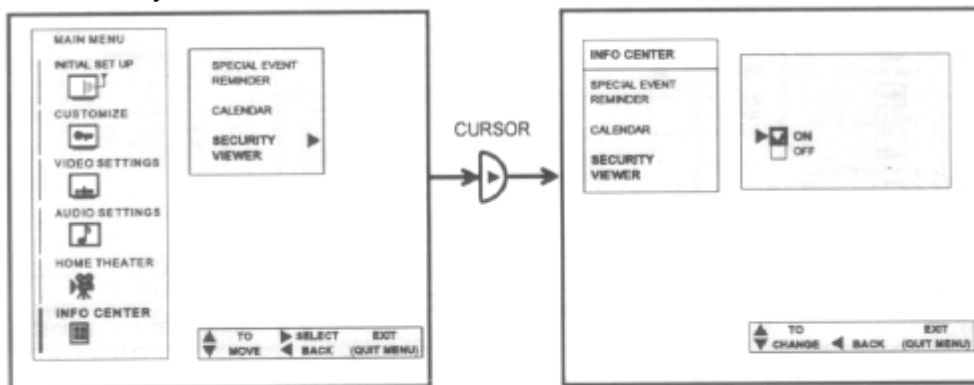 MAIN MENU
INITIAL SET UP
CUSTOMIZE
VIDEO SETTINGS
AUDIO SETTINGS
HOME THEATER
INFO CENTER
SPECIAL EVENT
REMINDER
CALENDAR
SECURITY
VIEWER
TO SELECT EXIT
MOVE BACK (QUIT MENU)
CURSOR
INFO CENTER
SPECIAL EVENT
REMINDER
CALENDAR
SECURITY
VIEWER
ON
OFF
TO EXIT
CHANGE BACK (QUIT MENU)